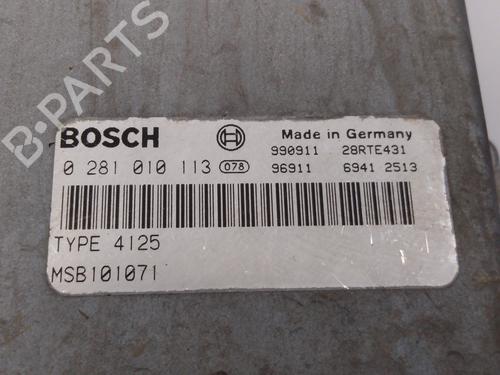 B-PARTS
BOSCH
Made in Germany
0 281 010 113 078
990911 28RTE431
96911 6941 2513
TYPE 4125
MSB101071